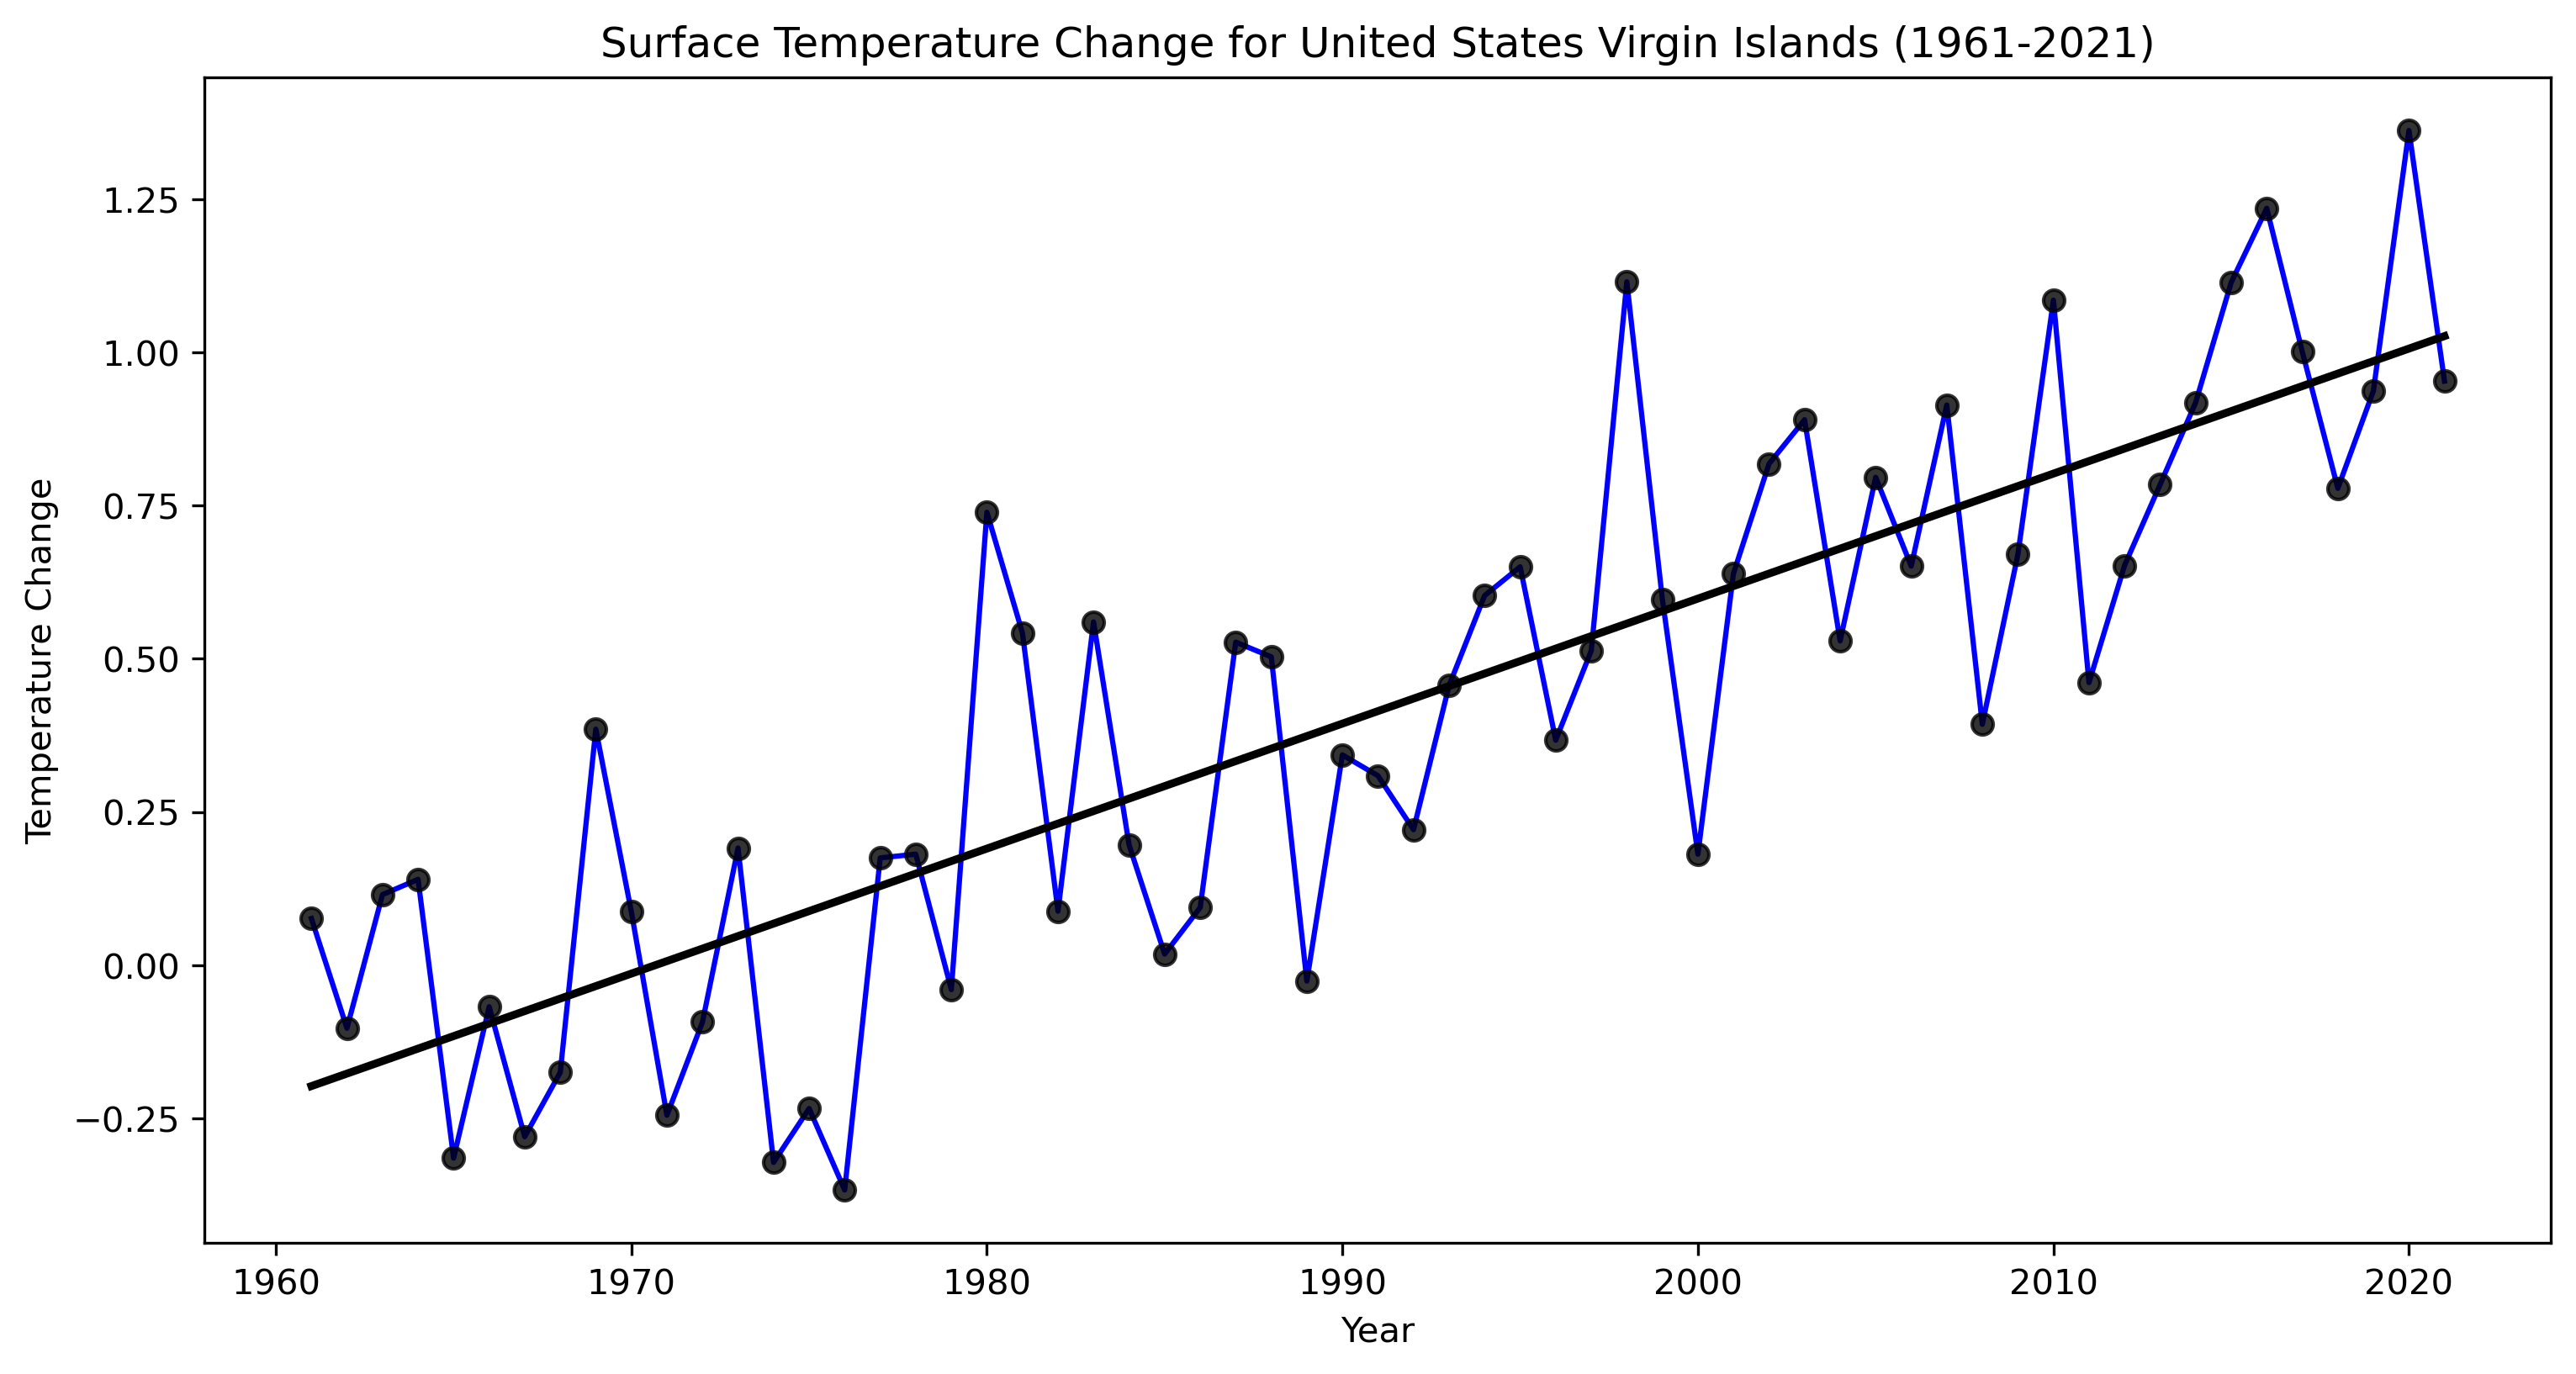 Surface Temperature Change for United States Virgin Islands (1961-2021)
Temperature Change
1.25
1.00
0.75
0.50
0.25
0.00
−0.25
1960 1970 1980 1990 2000 2010 2020
Year